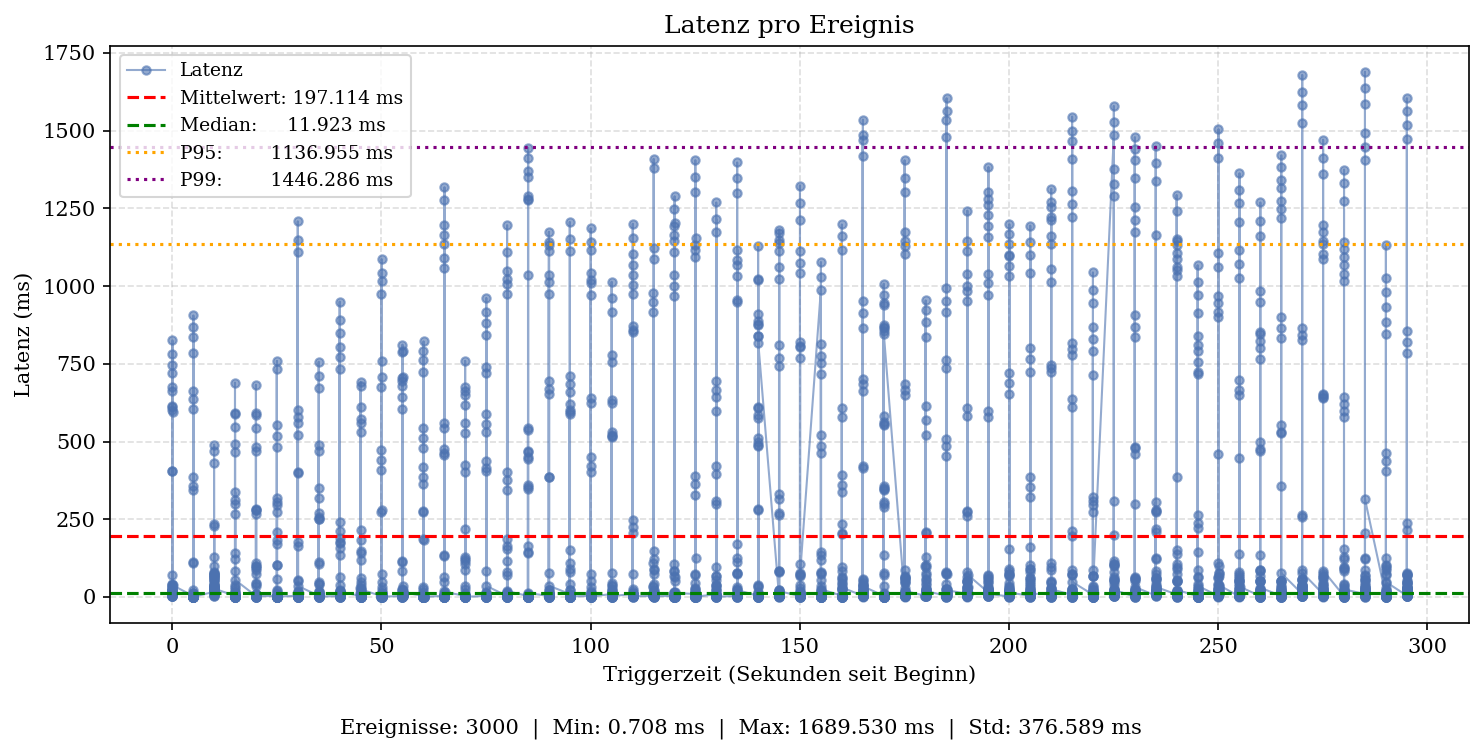 Latenz pro Ereignis
Latenz
Mittelwert: 197.114 ms
Median: 11.923 ms
P95: 1136.955 ms
P99: 1446.286 ms
Latenz (ms)
1750
1500
1250
1000
750
500
250
0
0 50 100 150 200 250 300
Triggerzeit (Sekunden seit Beginn)
Ereignisse: 3000 | Min: 0.708 ms | Max: 1689.530 ms | Std: 376.589 ms